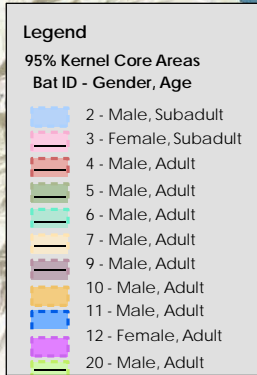 Legend
95% Kernel Core Areas
Bat ID - Gender, Age
2 - Male, Subadult
3 - Female, Subadult
4 - Male, Adult
5 - Male, Adult
6 - Male, Adult
7 - Male, Adult
9 - Male, Adult
10 - Male, Adult
11 - Male, Adult
12 - Female, Adult
20 - Male, Adult